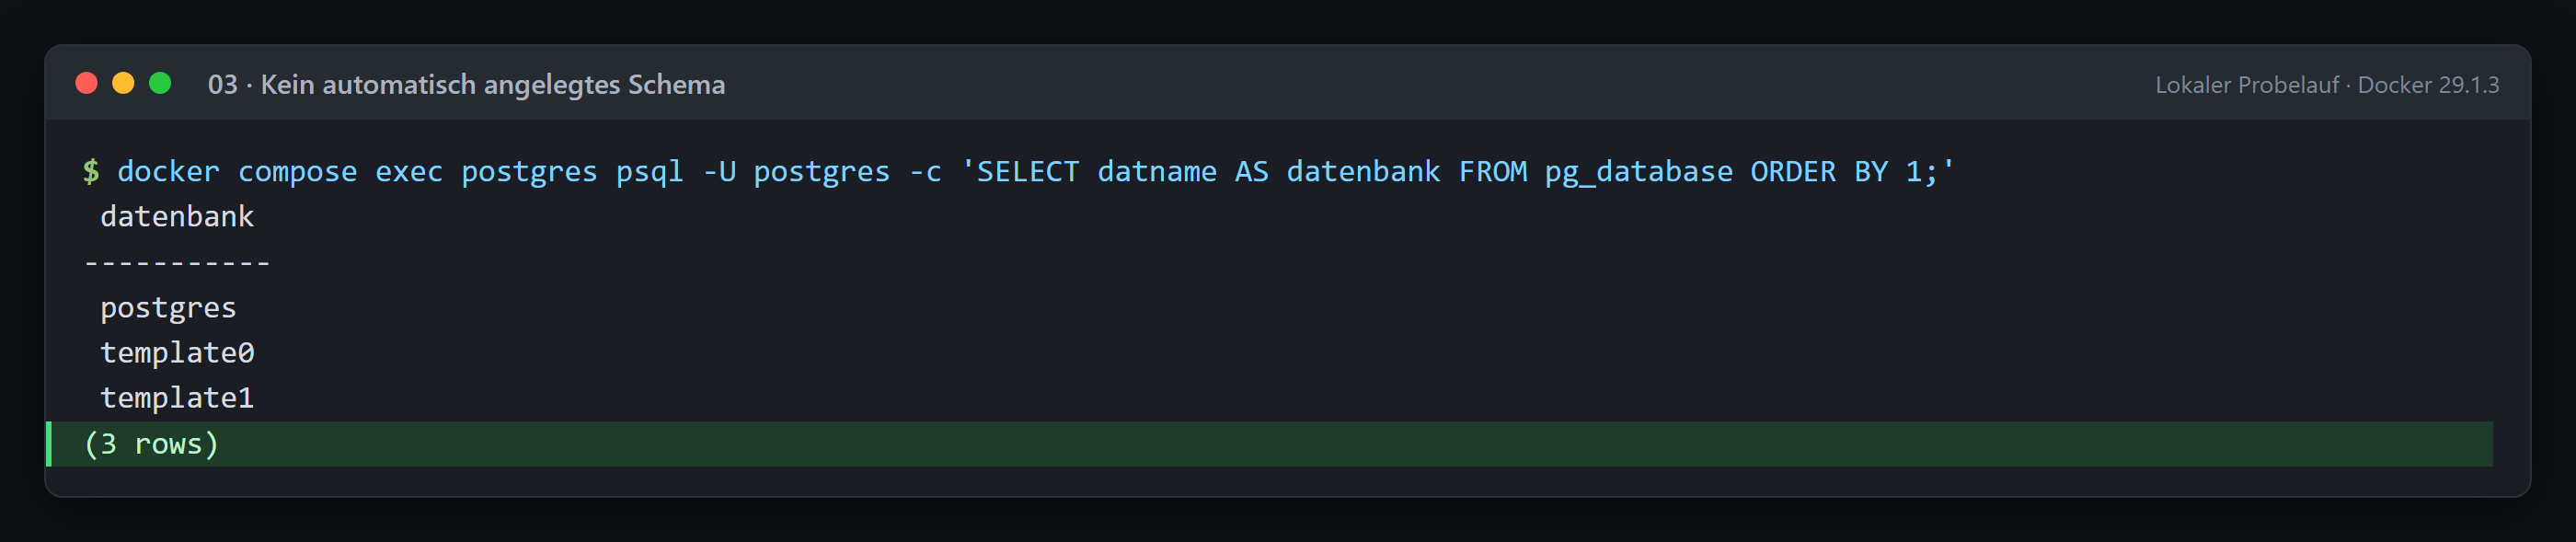 03 · Kein automatisch angelegtes Schema
Lokaler Probelauf · Docker 29.1.3
$ docker compose exec postgres psql -U postgres -c 'SELECT datname AS datenbank FROM pg_database ORDER BY 1;'
 datenbank
-----------
 postgres
 template0
 template1
(3 rows)